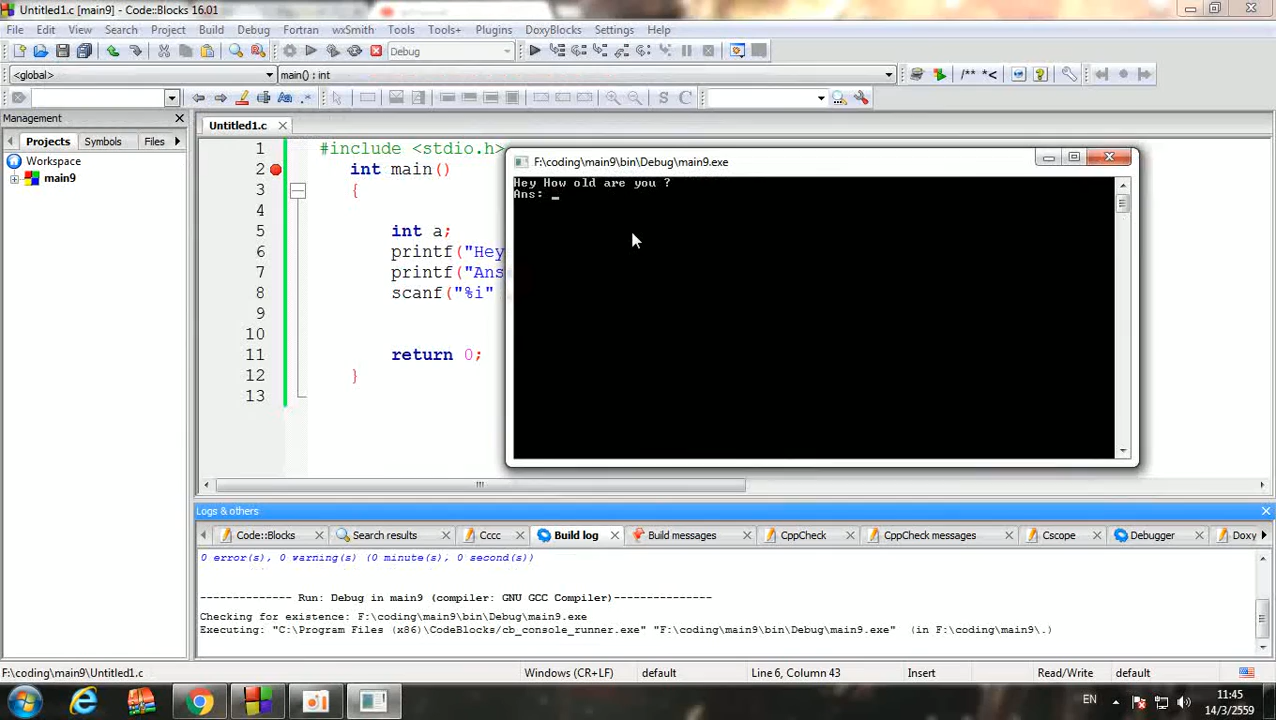 Untitled1.c [main9] - Code::Blocks 16.01
File Edit View Search Project Build Debug Fortran wxSmith Tools Tools+ Plugins DoxyBlocks Settings Help
Debug
<global> main() : int /** *<
Aa .* S C
Management
Projects Symbols Files
Workspace
main9
Untitled1.c
1 #include <stdio.h>
2 int main()
3 {
4
5 int a;
6 printf("Hey
7 printf("Ans
8 scanf("%i"
9
10
11 return 0;
12 }
13
F:\coding\main9\bin\Debug\main9.exe
Hey How old are you ?
Ans: _
Logs & others
Code::Blocks Search results Cccc Build log Build messages CppCheck CppCheck messages Cscope Debugger Doxy
0 error(s), 0 warning(s) (0 minute(s), 0 second(s))
-------------- Run: Debug in main9 (compiler: GNU GCC Compiler)---------------
Checking for existence: F:\coding\main9\bin\Debug\main9.exe
Executing: "C:\Program Files (x86)\CodeBlocks/cb_console_runner.exe" "F:\coding\main9\bin\Debug\main9.exe" (in F:\coding\main9\.)
F:\coding\main9\Untitled1.c Windows (CR+LF) default Line 6, Column 43 Insert Read/Write default
EN 11:45
14/3/2559